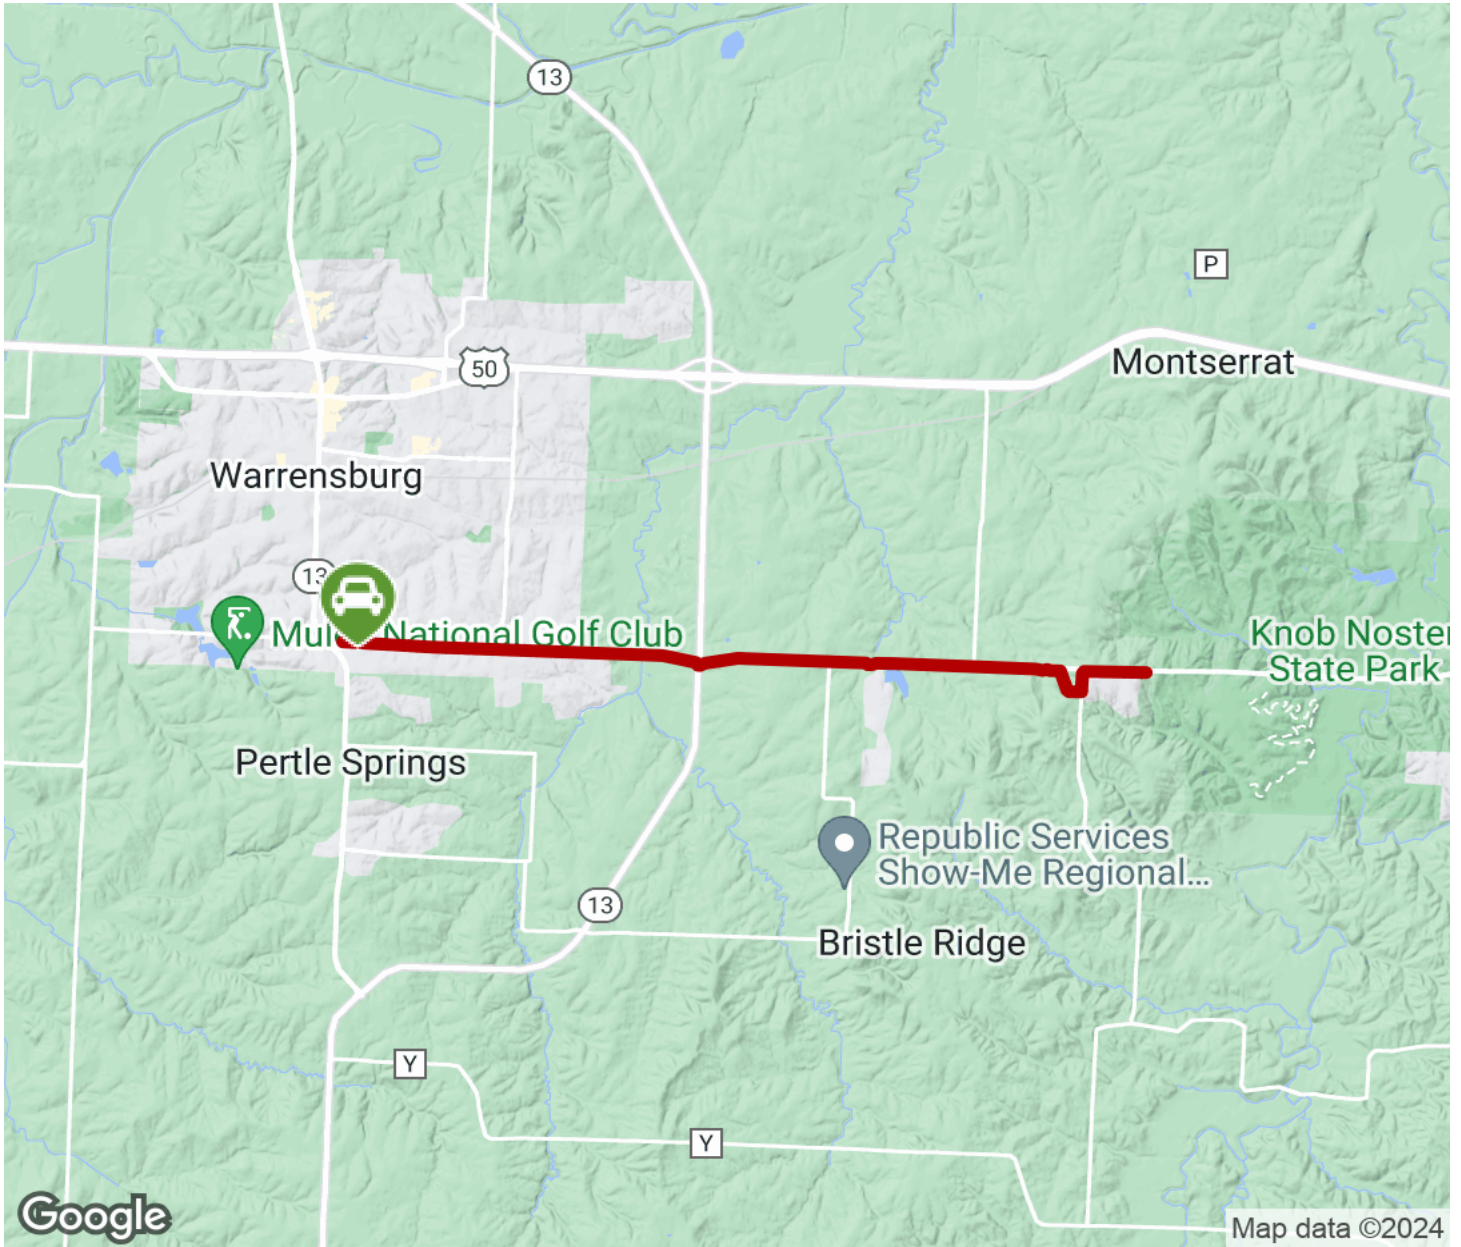 13
P
Montserrat
50
Warrensburg
13
Mules National Golf Club
Knob Noster
State Park
Pertle Springs
Republic Services
Show-Me Regional...
13
Bristle Ridge
Y
Y
Google
Map data ©2024